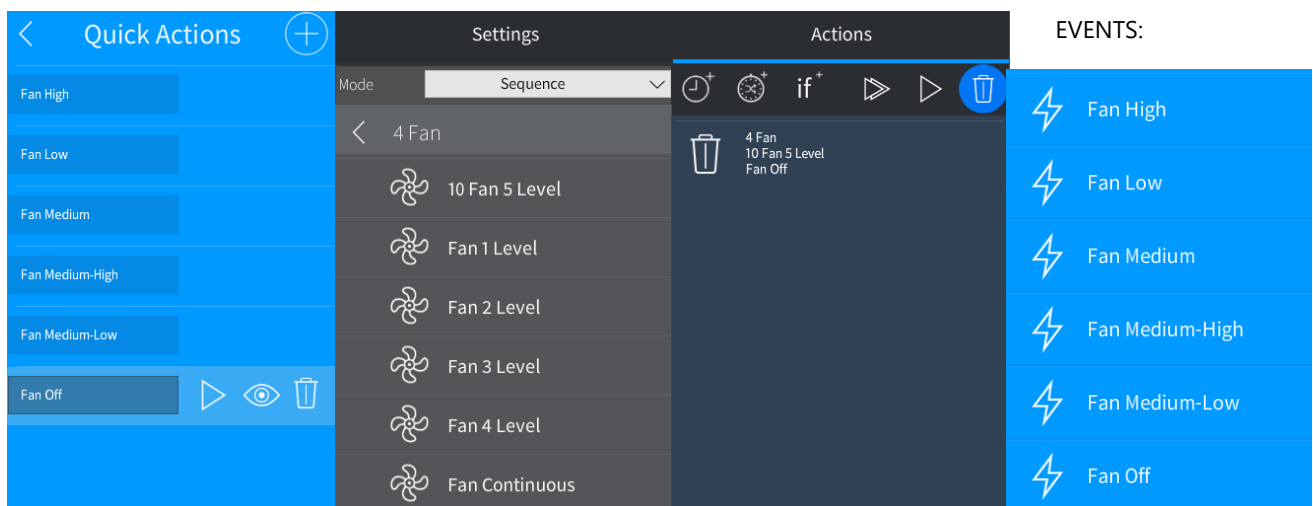 Quick Actions
Fan High
Fan Low
Fan Medium
Fan Medium-High
Fan Medium-Low
Fan Off
Settings
Mode
Sequence
4 Fan
10 Fan 5 Level
Fan 1 Level
Fan 2 Level
Fan 3 Level
Fan 4 Level
Fan Continuous
Actions
if+
4 Fan
10 Fan 5 Level
Fan Off
EVENTS:
Fan High
Fan Low
Fan Medium
Fan Medium-High
Fan Medium-Low
Fan Off